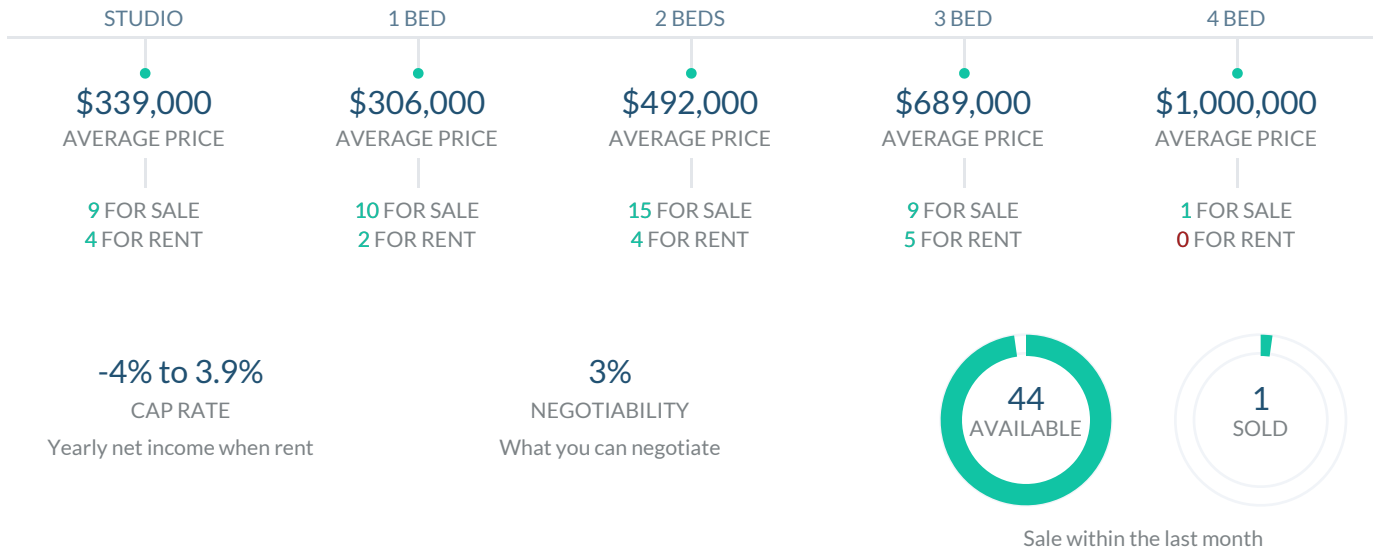 STUDIO
1 BED
2 BEDS
3 BED
4 BED
$339,000
$306,000
$492,000
$689,000
$1,000,000
AVERAGE PRICE
AVERAGE PRICE
AVERAGE PRICE
AVERAGE PRICE
AVERAGE PRICE
9 FOR SALE
10 FOR SALE
15 FOR SALE
9 FOR SALE
1 FOR SALE
4 FOR RENT
2 FOR RENT
4 FOR RENT
5 FOR RENT
0 FOR RENT
-4% to 3.9%
CAP RATE
Yearly net income when rent
3%
NEGOTIABILITY
What you can negotiate
44
AVAILABLE
1
SOLD
Sale within the last month